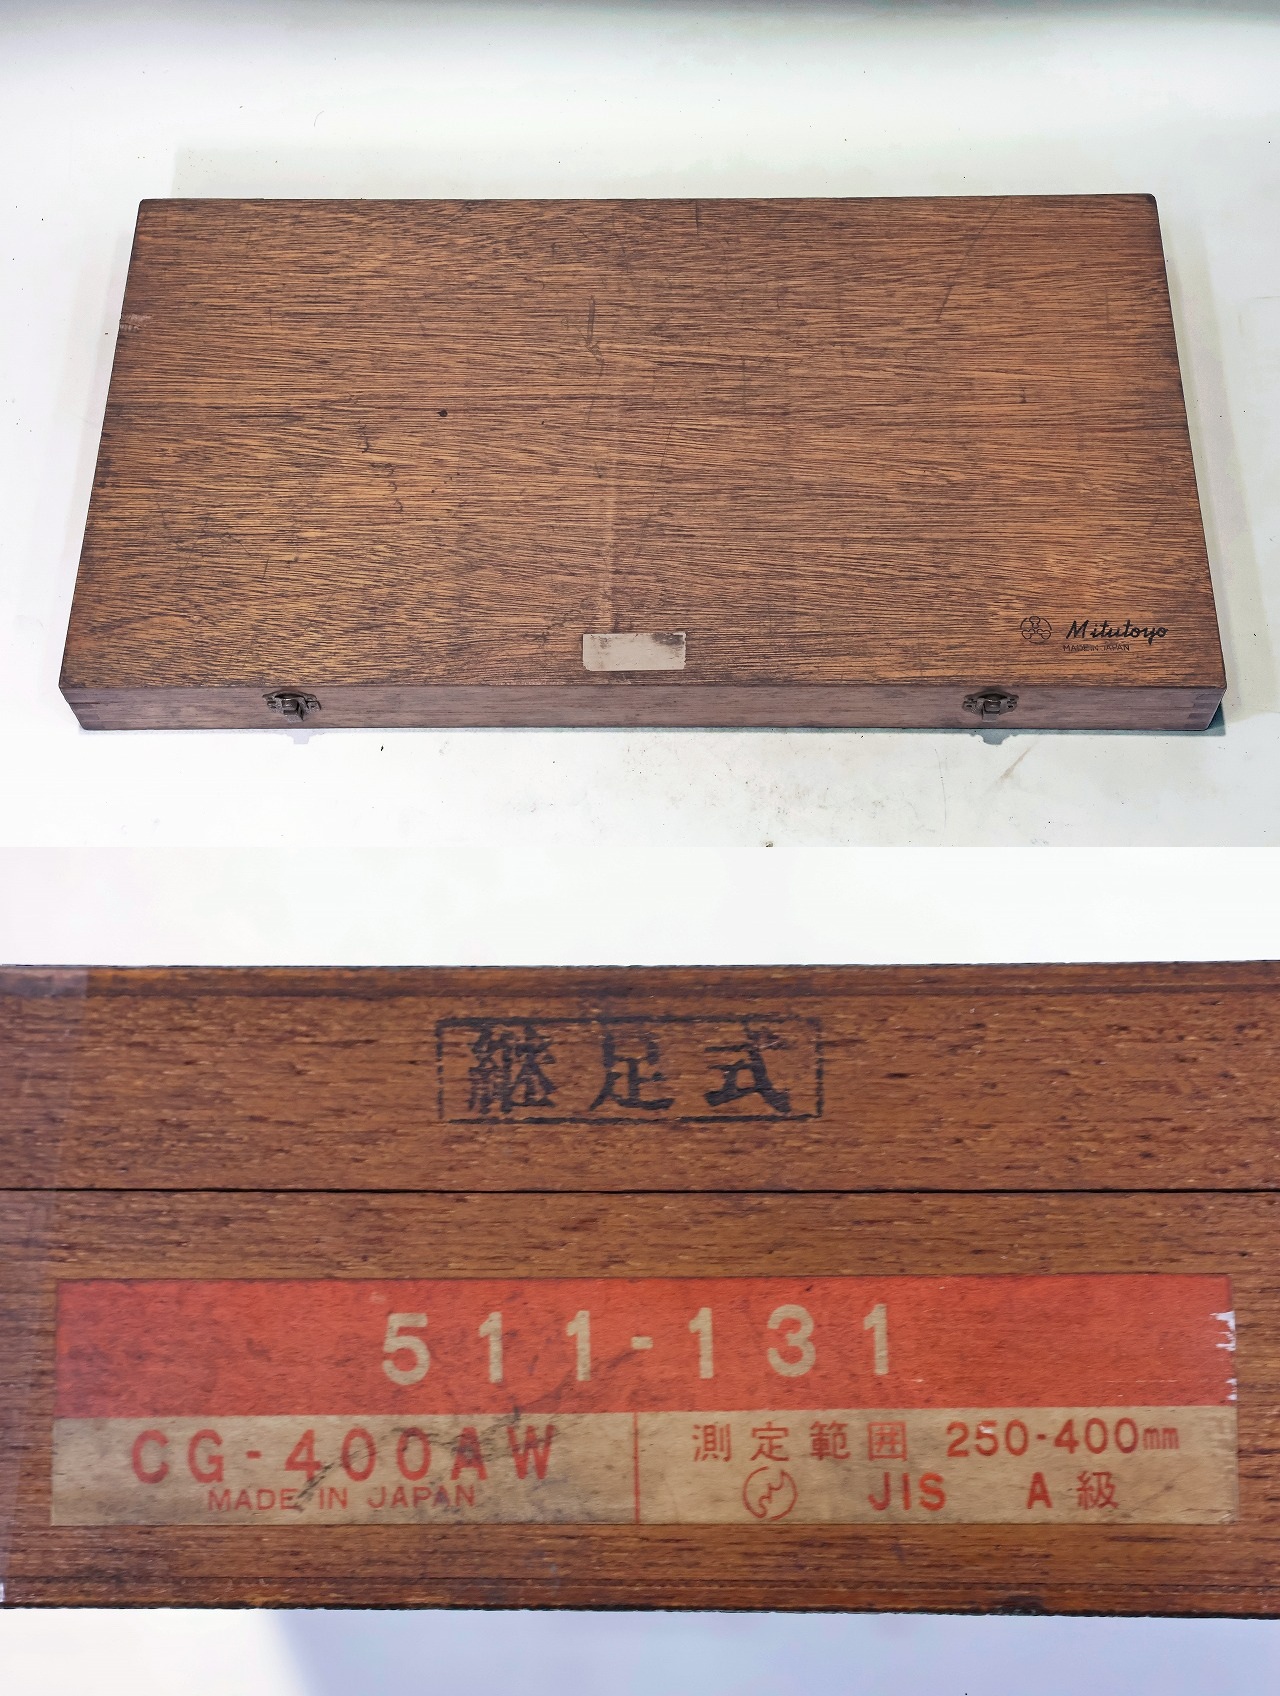 Mitutoyo
MADE IN JAPAN
継足式
511-131
CG-400AW
MADE IN JAPAN
測定範囲 250-400mm
JIS A級